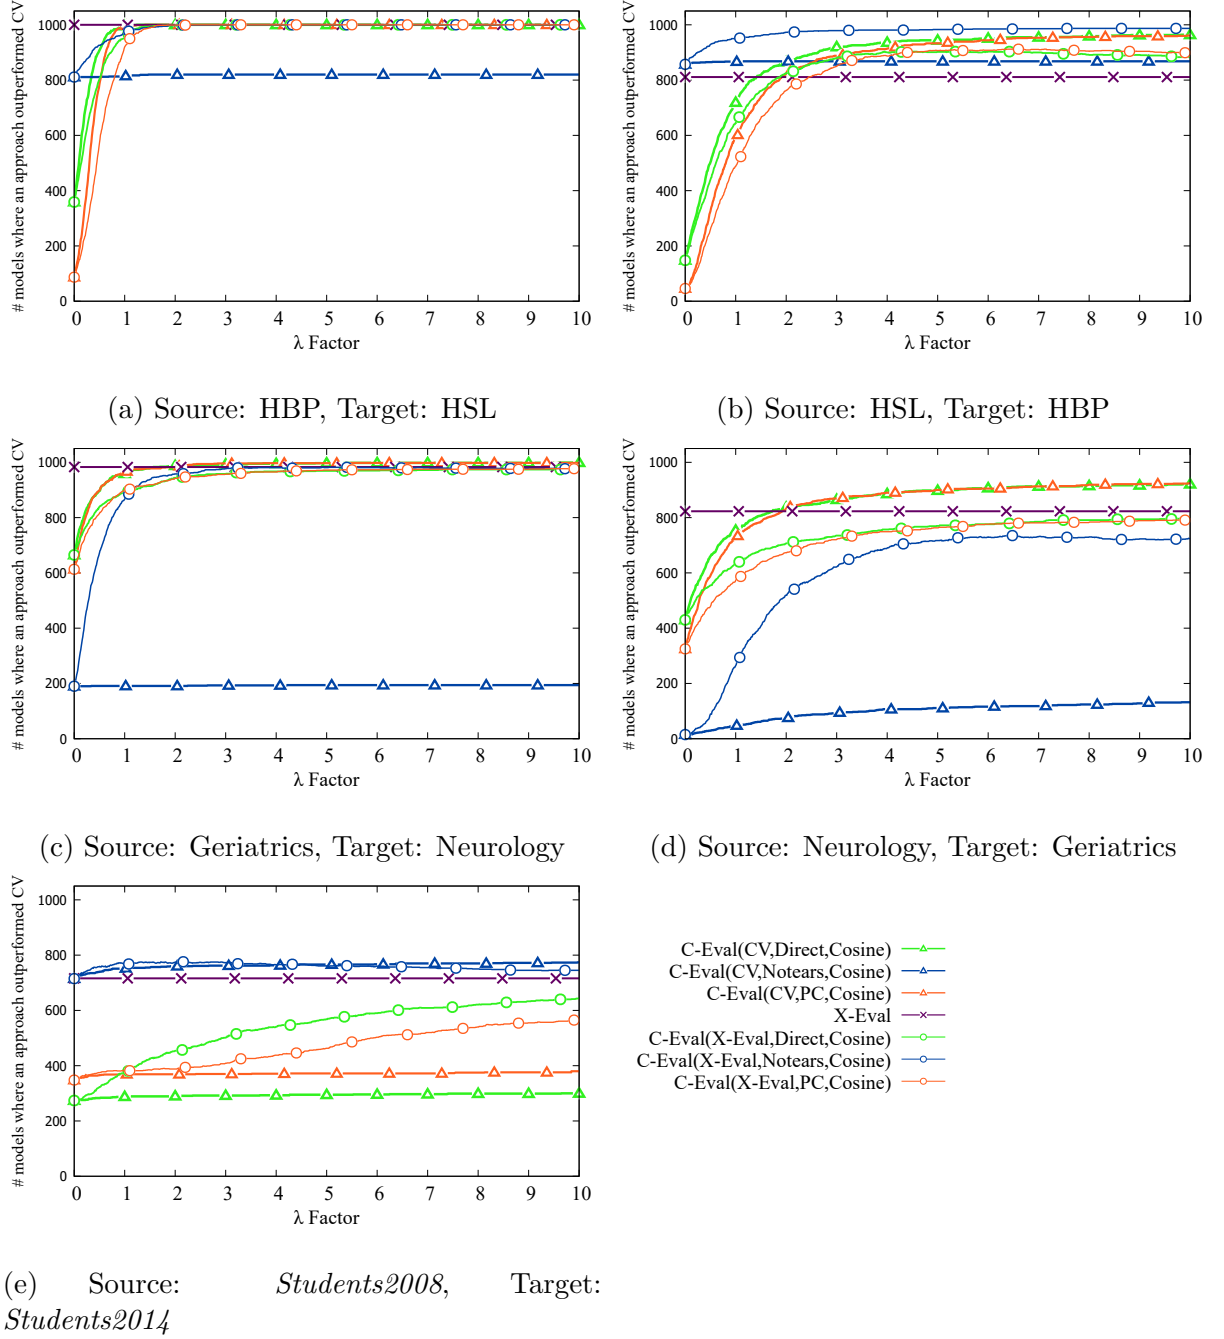 # models where an approach outperformed CV
1000
800
600
400
200
0
0 1 2 3 4 5 6 7 8 9 10
λ Factor
(a) Source: HBP, Target: HSL
# models where an approach outperformed CV
1000
800
600
400
200
0
0 1 2 3 4 5 6 7 8 9 10
λ Factor
(b) Source: HSL, Target: HBP
# models where an approach outperformed CV
1000
800
600
400
200
0
0 1 2 3 4 5 6 7 8 9 10
λ Factor
(c) Source: Geriatrics, Target: Neurology
# models where an approach outperformed CV
1000
800
600
400
200
0
0 1 2 3 4 5 6 7 8 9 10
λ Factor
(d) Source: Neurology, Target: Geriatrics
# models where an approach outperformed CV
1000
800
600
400
200
0
0 1 2 3 4 5 6 7 8 9 10
λ Factor
(e) Source: Students2008, Target:
Students2014
C-Eval(CV,Direct,Cosine)
C-Eval(CV,Notears,Cosine)
C-Eval(CV,PC,Cosine)
X-Eval
C-Eval(X-Eval,Direct,Cosine)
C-Eval(X-Eval,Notears,Cosine)
C-Eval(X-Eval,PC,Cosine)